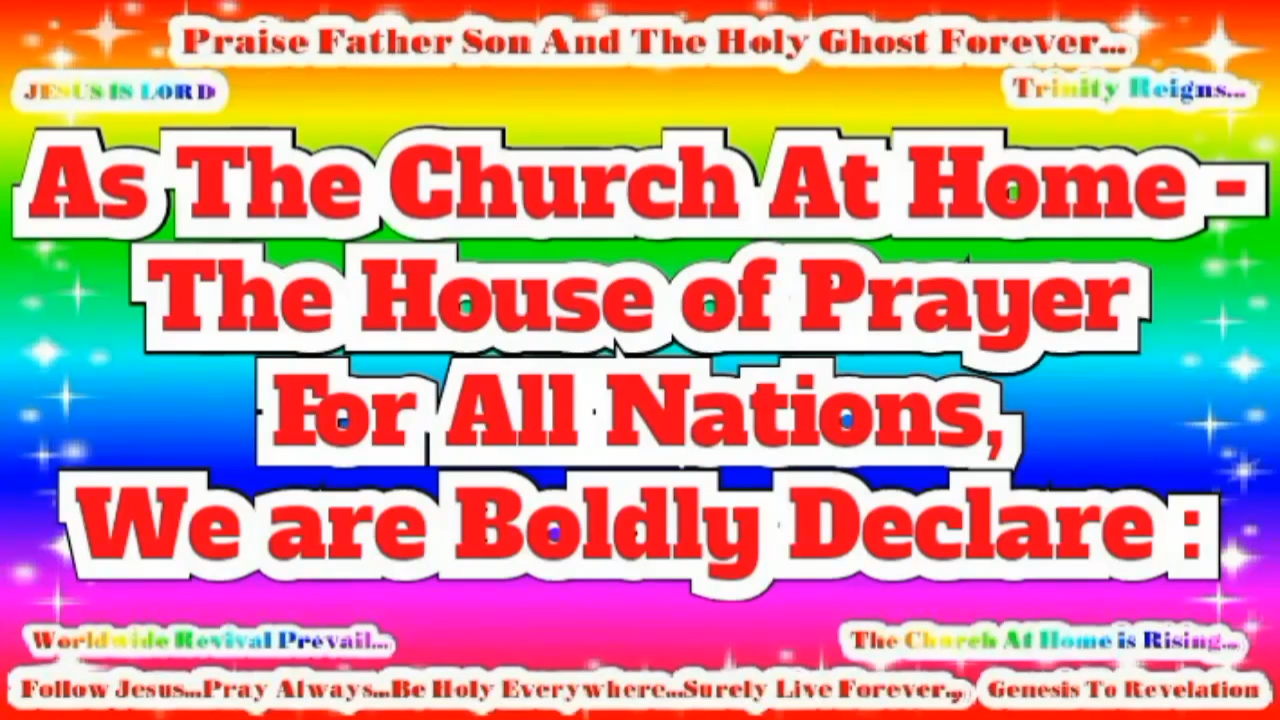 Praise Father Son And The Holy Ghost Forever...
JESUS IS LORD
Trinity Reigns...
As The Church At Home -
The House of Prayer
For All Nations,
We are Boldly Declare :
Worldwide Revival Prevail...
The Church At Home is Rising...
Follow Jesus...Pray Always...Be Holy Everywhere...Surely Live Forever..,
Genesis To Revelation